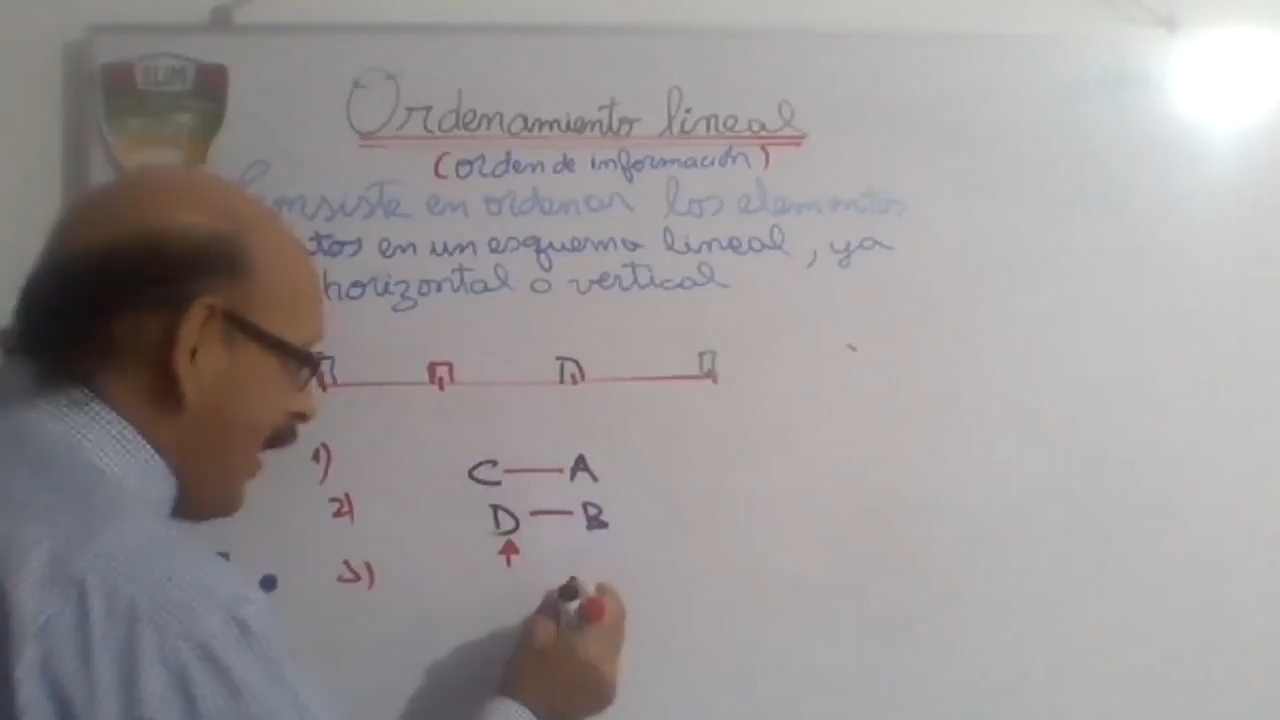 ELIM
Ordenamiento lineal
(orden de información)
Consiste en ordenar los elementos
en un esquema lineal, ya
horizontal o vertical
1) C — A
2) D — B
3)